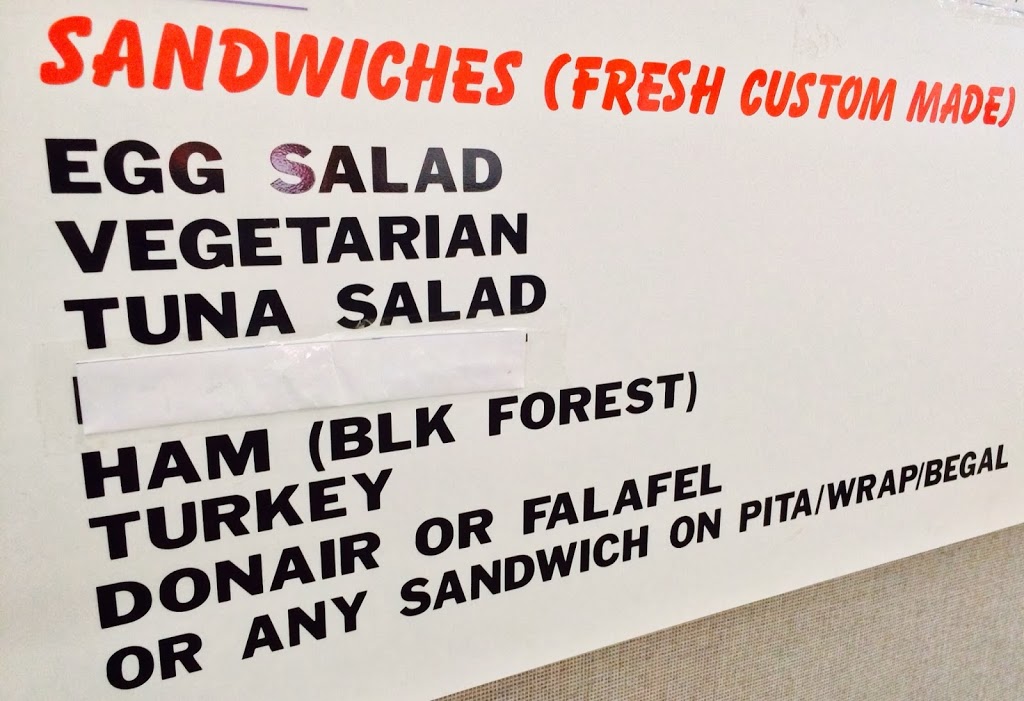 SANDWICHES (FRESH CUSTOM MADE)
EGG SALAD
VEGETARIAN
TUNA SALAD
HAM (BLK FOREST)
TURKEY
DONAIR OR FALAFEL
OR ANY SANDWICH ON PITA/WRAP/BEGAL